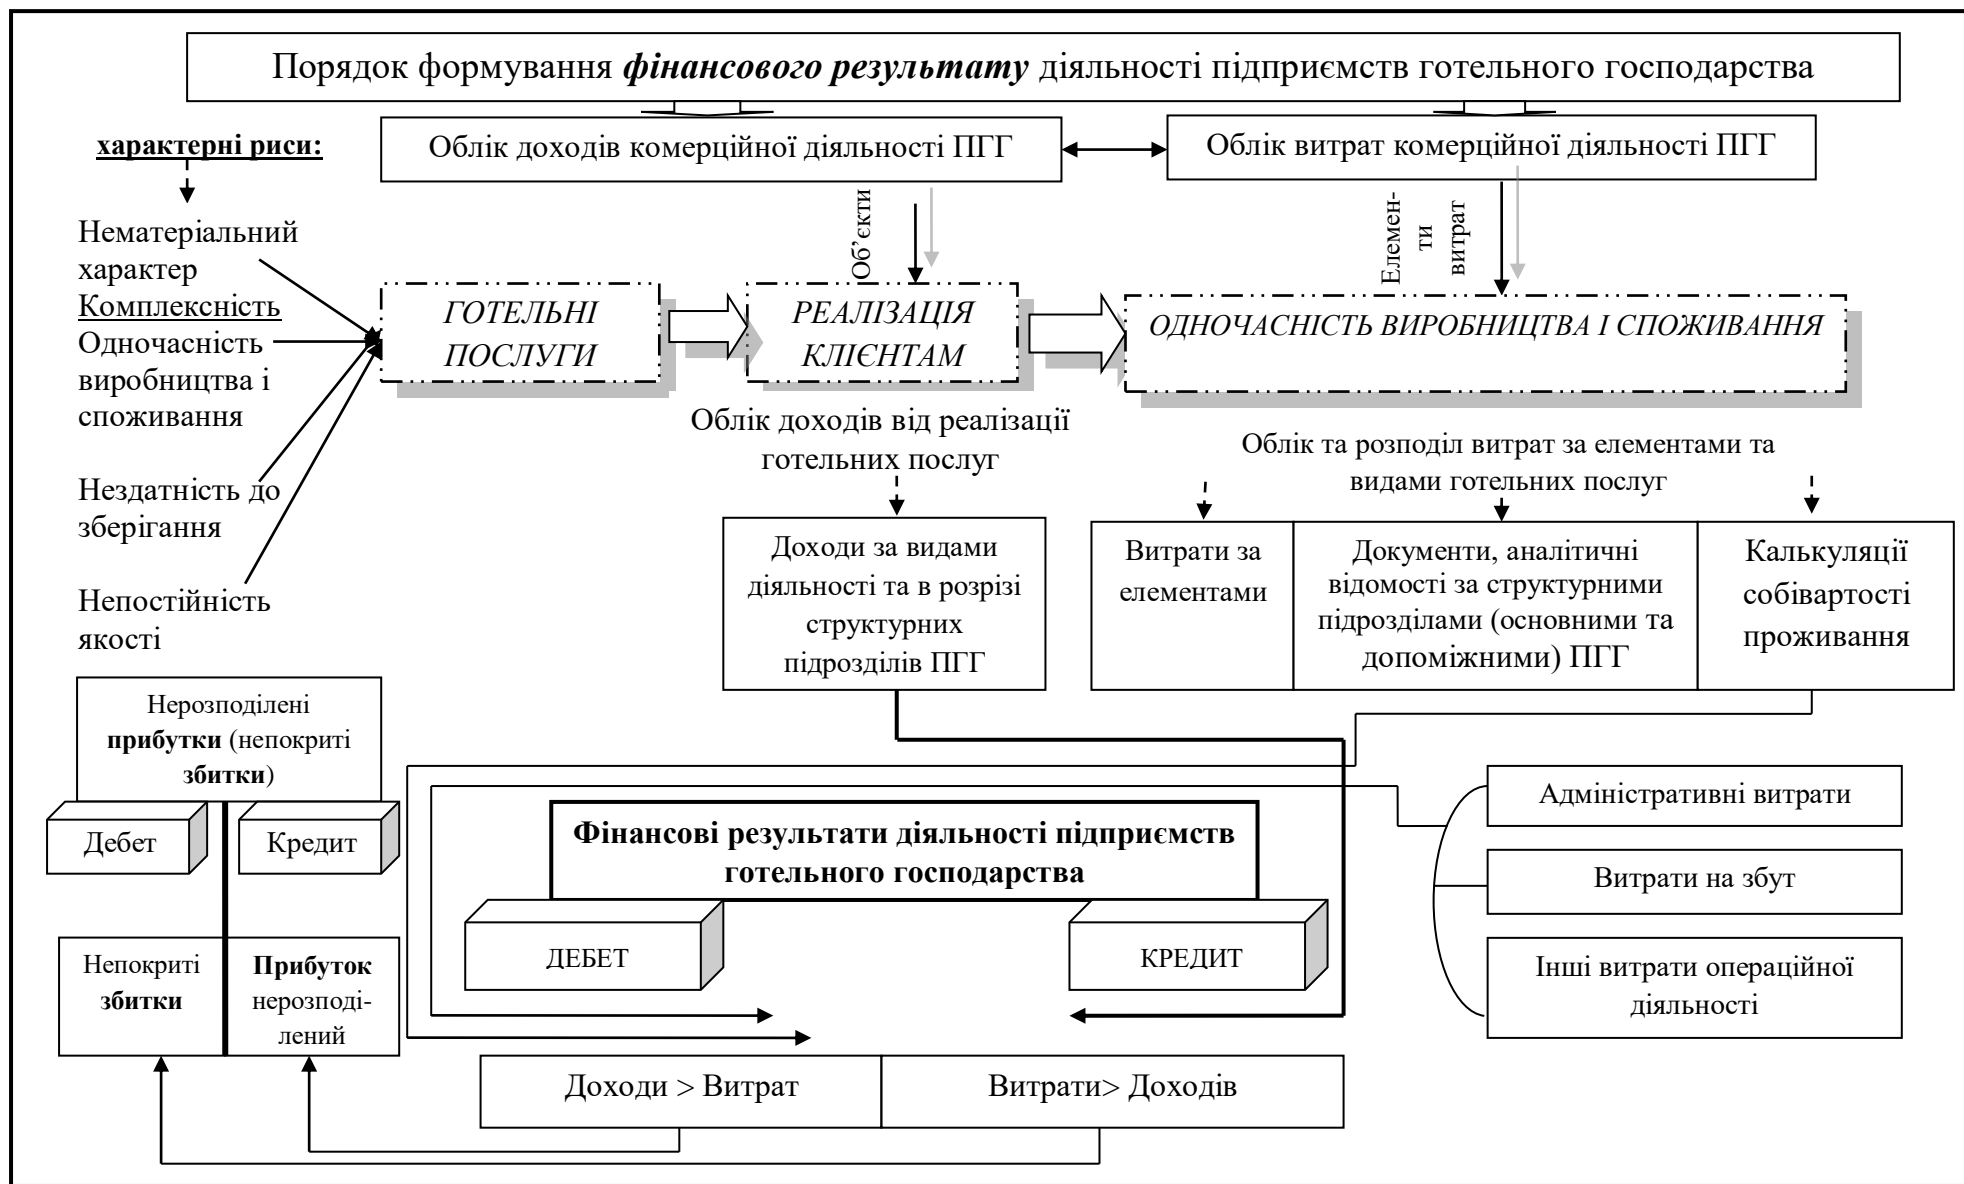 Порядок формування фінансового результату діяльності підприємств готельного господарства
характерні риси:
Облік доходів комерційної діяльності ПГГ
Облік витрат комерційної діяльності ПГГ
Об’єкти
Елемен-
ти
витрат
Нематеріальний
характер
Комплексність
Одночасність
виробництва і
споживання
Нездатність до
зберігання
Непостійність
якості
ГОТЕЛЬНІ
ПОСЛУГИ
РЕАЛІЗАЦІЯ
КЛІЄНТАМ
ОДНОЧАСНІСТЬ ВИРОБНИЦТВА І СПОЖИВАННЯ
Облік доходів від реалізації
готельних послуг
Облік та розподіл витрат за елементами та
видами готельних послуг
Доходи за видами
діяльності та в розрізі
структурних
підрозділів ПГГ
Витрати за
елементами
Документи, аналітичні
відомості за структурними
підрозділами (основними та
допоміжними) ПГГ
Калькуляції
собівартості
проживання
Нерозподілені
прибутки (непокриті
збитки)
Дебет
Кредит
Непокриті
збитки
Прибуток
нерозподі-
лений
Фінансові результати діяльності підприємств
готельного господарства
ДЕБЕТ
КРЕДИТ
Адміністративні витрати
Витрати на збут
Інші витрати операційної
діяльності
Доходи > Витрат
Витрати> Доходів